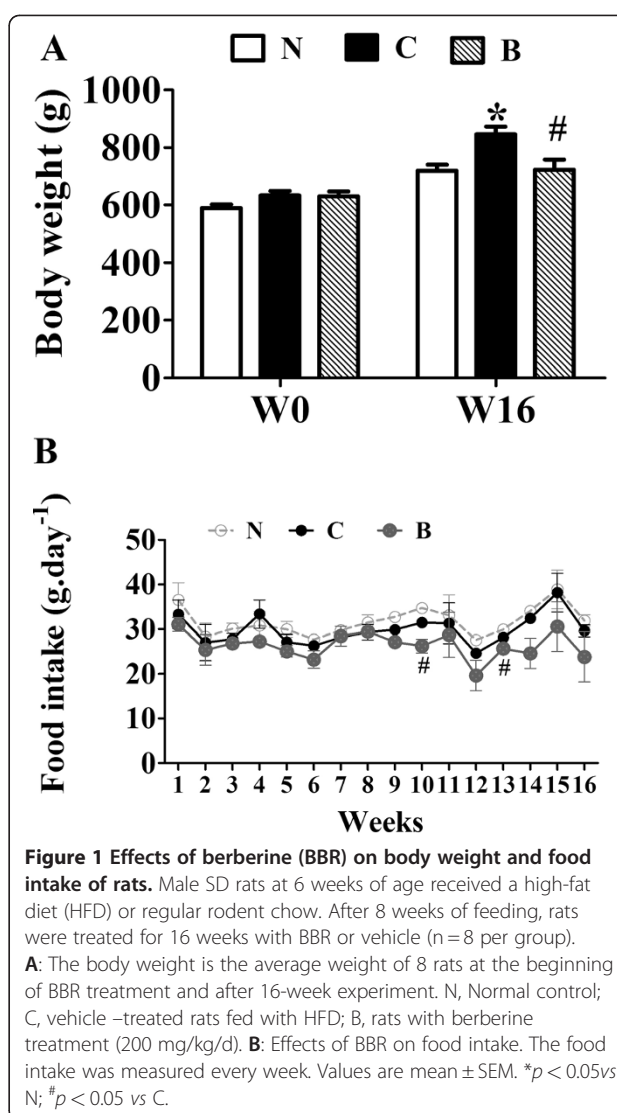 A
N C B
Body weight (g)
1000
800
600
400
200
0
*
#
W0 W16
B
N C B
Food intake (g.day-1)
50
40
30
20
10
0
#
#
1 2 3 4 5 6 7 8 9 10 11 12 13 14 15 16
Weeks
Figure 1 Effects of berberine (BBR) on body weight and food
intake of rats. Male SD rats at 6 weeks of age received a high-fat
diet (HFD) or regular rodent chow. After 8 weeks of feeding, rats
were treated for 16 weeks with BBR or vehicle (n = 8 per group).
A: The body weight is the average weight of 8 rats at the beginning
of BBR treatment and after 16-week experiment. N, Normal control;
C, vehicle –treated rats fed with HFD; B, rats with berberine
treatment (200 mg/kg/d). B: Effects of BBR on food intake. The food
intake was measured every week. Values are mean ± SEM. *p < 0.05vs
N; #p < 0.05 vs C.